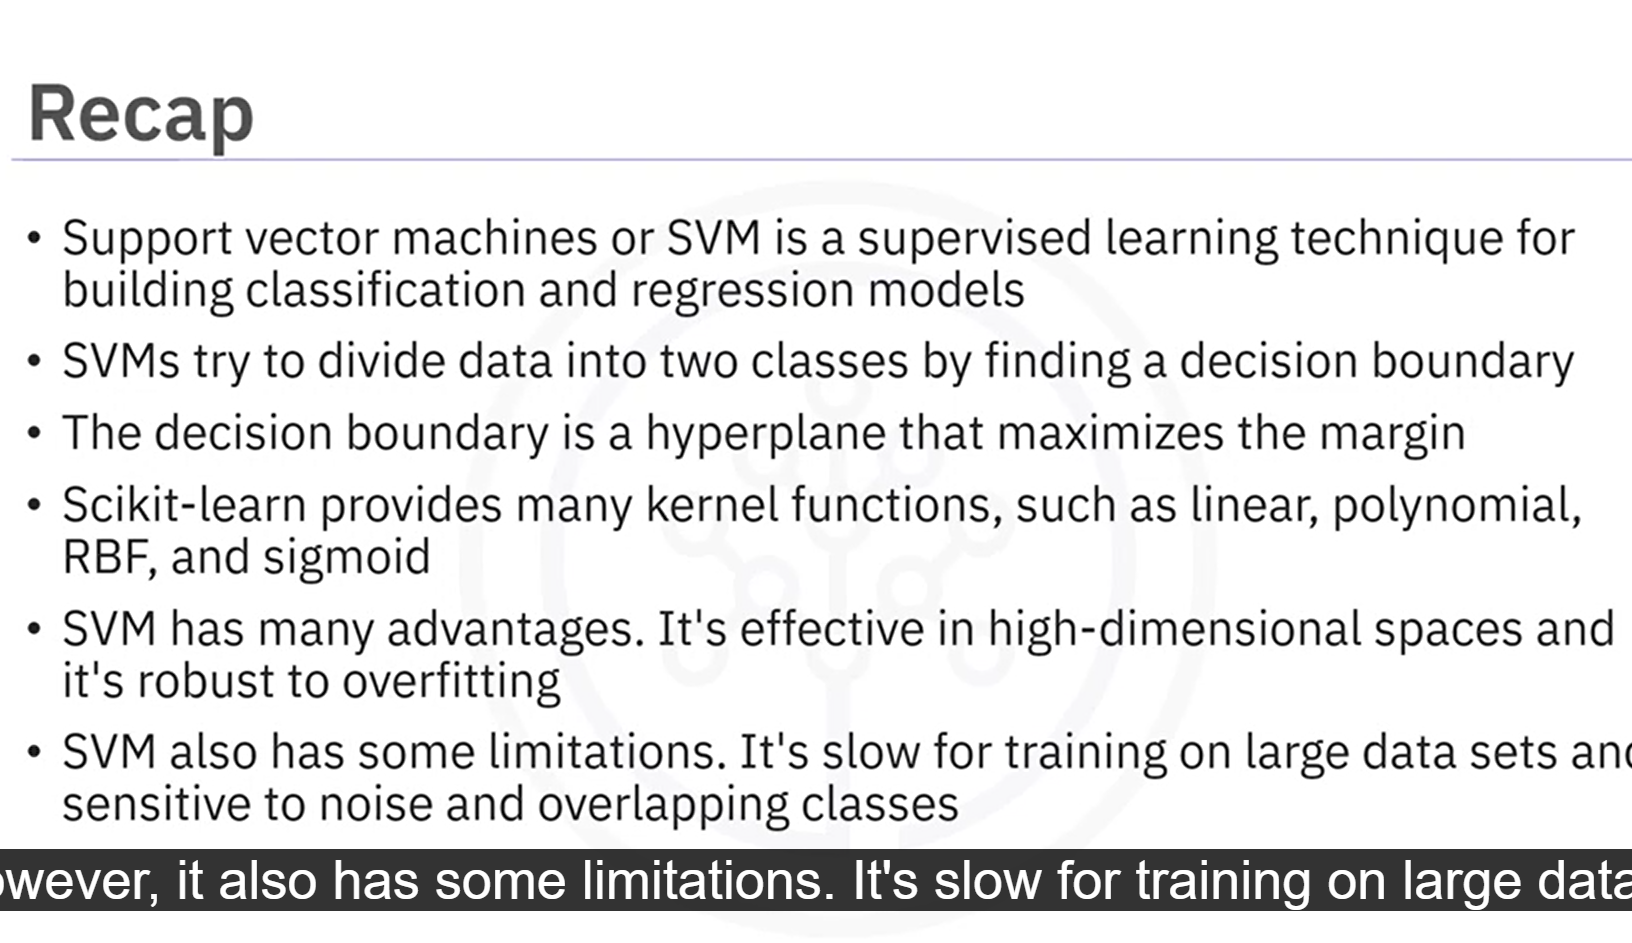 Recap
• Support vector machines or SVM is a supervised learning technique for
building classification and regression models
• SVMs try to divide data into two classes by finding a decision boundary
• The decision boundary is a hyperplane that maximizes the margin
• Scikit-learn provides many kernel functions, such as linear, polynomial,
RBF, and sigmoid
• SVM has many advantages. It's effective in high-dimensional spaces and
it's robust to overfitting
• SVM also has some limitations. It's slow for training on large data sets an
sensitive to noise and overlapping classes
owever, it also has some limitations. It's slow for training on large data